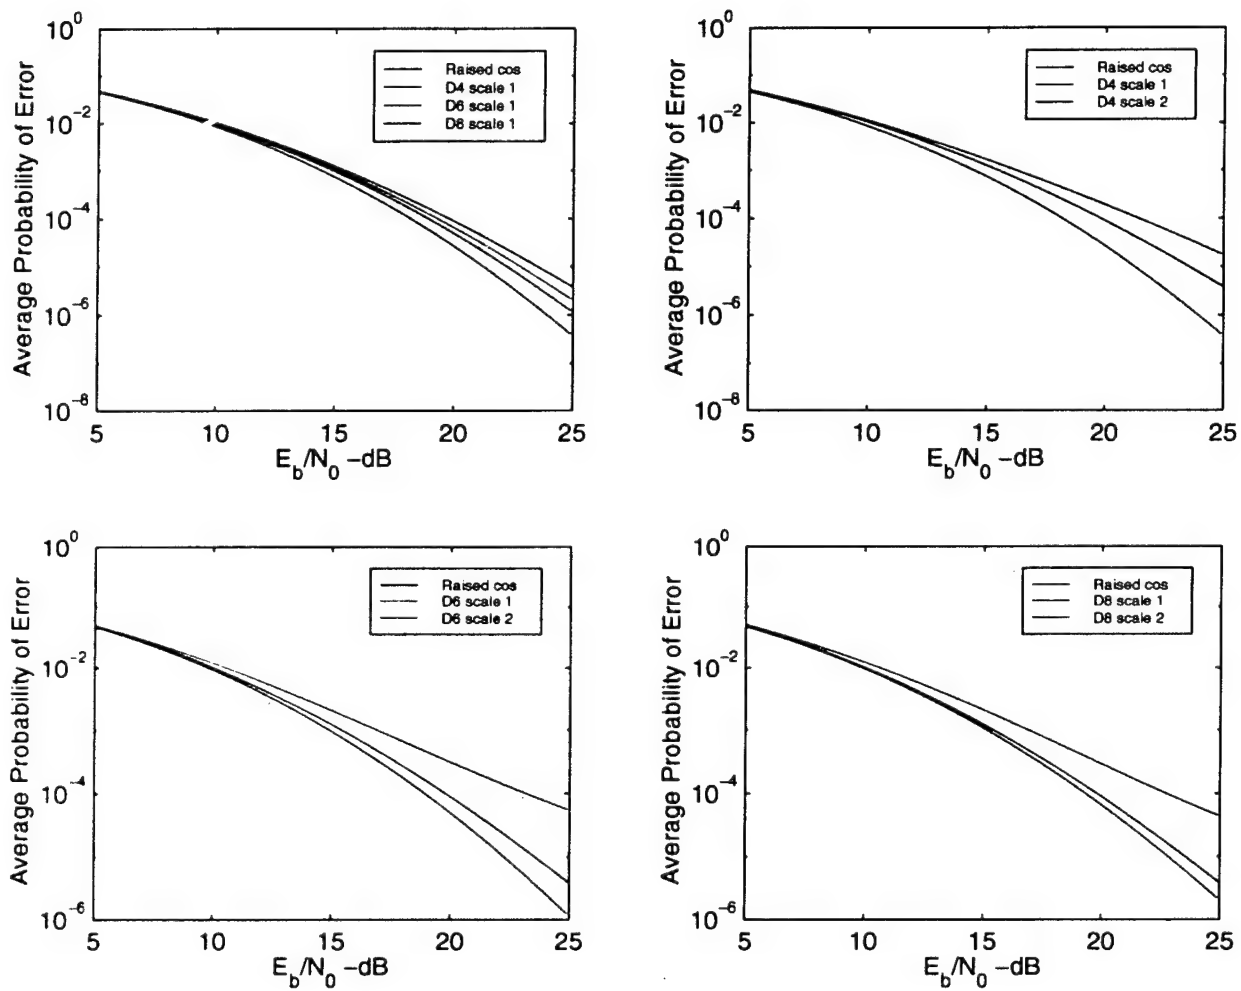 10^0
10^-2
10^-4
10^-6
10^-8
Average Probability of Error
Raised cos
D4 scale 1
D6 scale 1
D8 scale 1
5 10 15 20 25
E_b/N_0 -dB
10^0
10^-2
10^-4
10^-6
10^-8
Average Probability of Error
Raised cos
D4 scale 1
D4 scale 2
5 10 15 20 25
E_b/N_0 -dB
10^0
10^-2
10^-4
10^-6
Average Probability of Error
Raised cos
D6 scale 1
D6 scale 2
5 10 15 20 25
E_b/N_0 -dB
10^0
10^-2
10^-4
10^-6
Average Probability of Error
Raised cos
D8 scale 1
D8 scale 2
5 10 15 20 25
E_b/N_0 -dB